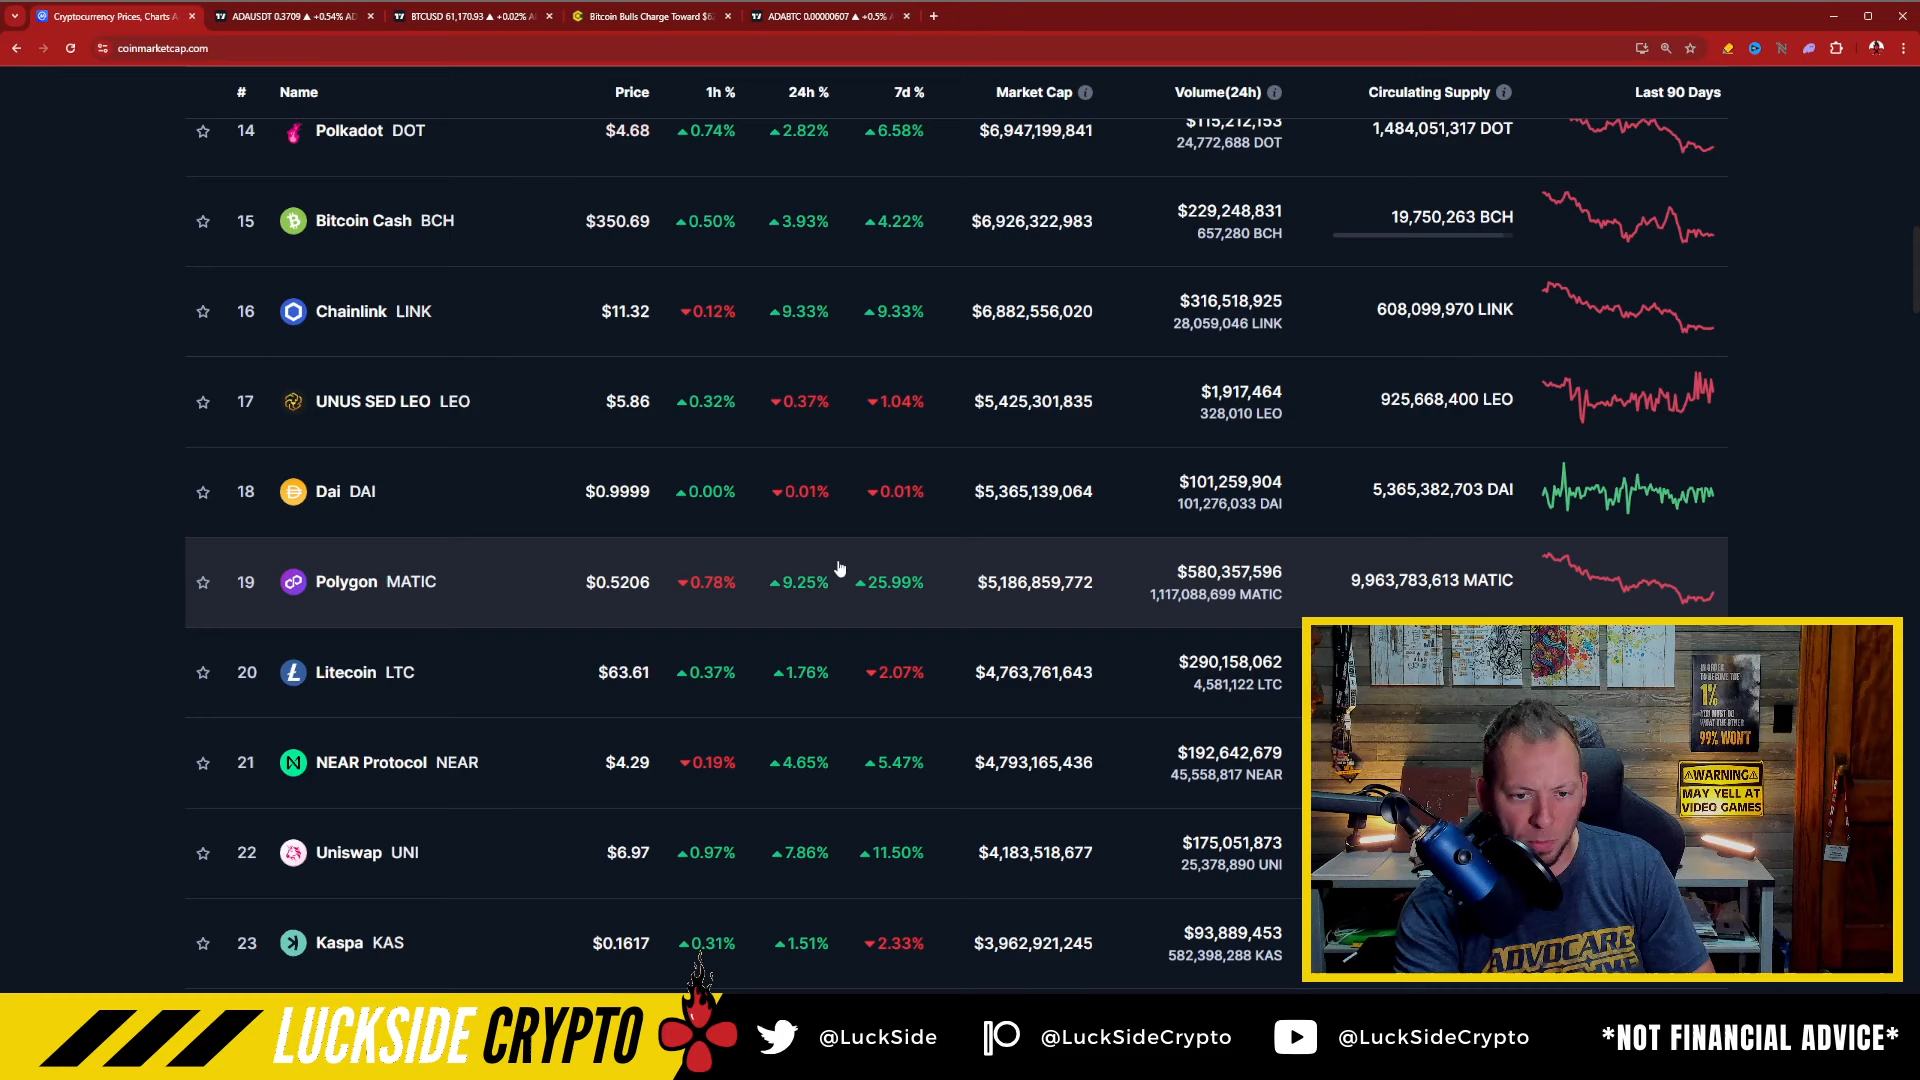 Cryptocurrency Prices, Charts A
ADAUSDT 0.3709 ▲ +0.54% AD
BTCUSD 61,170.93 ▲ +0.02% A
Bitcoin Bulls Charge Toward $6
ADABTC 0.00000607 ▲ +0.5% A
coinmarketcap.com
# Name Price 1h % 24h % 7d % Market Cap Volume(24h) Circulating Supply Last 90 Days
14 Polkadot DOT $4.68 0.74% 2.82% 6.58% $6,947,199,841 $115,212,153 1,484,051,317 DOT
24,772,688 DOT
15 Bitcoin Cash BCH $350.69 0.50% 3.93% 4.22% $6,926,322,983 $229,248,831 19,750,263 BCH
657,280 BCH
16 Chainlink LINK $11.32 0.12% 9.33% 9.33% $6,882,556,020 $316,518,925 608,099,970 LINK
28,059,046 LINK
17 UNUS SED LEO LEO $5.86 0.32% 0.37% 1.04% $5,425,301,835 $1,917,464 925,668,400 LEO
328,010 LEO
18 Dai DAI $0.9999 0.00% 0.01% 0.01% $5,365,139,064 $101,259,904 5,365,382,703 DAI
101,276,033 DAI
19 Polygon MATIC $0.5206 0.78% 9.25% 25.99% $5,186,859,772 $580,357,596 9,963,783,613 MATIC
1,117,088,699 MATIC
20 Litecoin LTC $63.61 0.37% 1.76% 2.07% $4,763,761,643 $290,158,062
4,581,122 LTC
21 NEAR Protocol NEAR $4.29 0.19% 4.65% 5.47% $4,793,165,436 $192,642,679
45,558,817 NEAR
22 Uniswap UNI $6.97 0.97% 7.86% 11.50% $4,183,518,677 $175,051,873
25,378,890 UNI
23 Kaspa KAS $0.1617 0.31% 1.51% 2.33% $3,962,921,245 $93,889,453
582,398,288 KAS
IN ORDER
TO BECOME THE
1%
YOU MUST DO
WHAT THE OTHER
99% WON'T
WARNING
MAY YELL AT
VIDEO GAMES
ADVOCARE
LUCKSIDE CRYPTO
@LuckSide
@LuckSideCrypto
@LuckSideCrypto
*NOT FINANCIAL ADVICE*